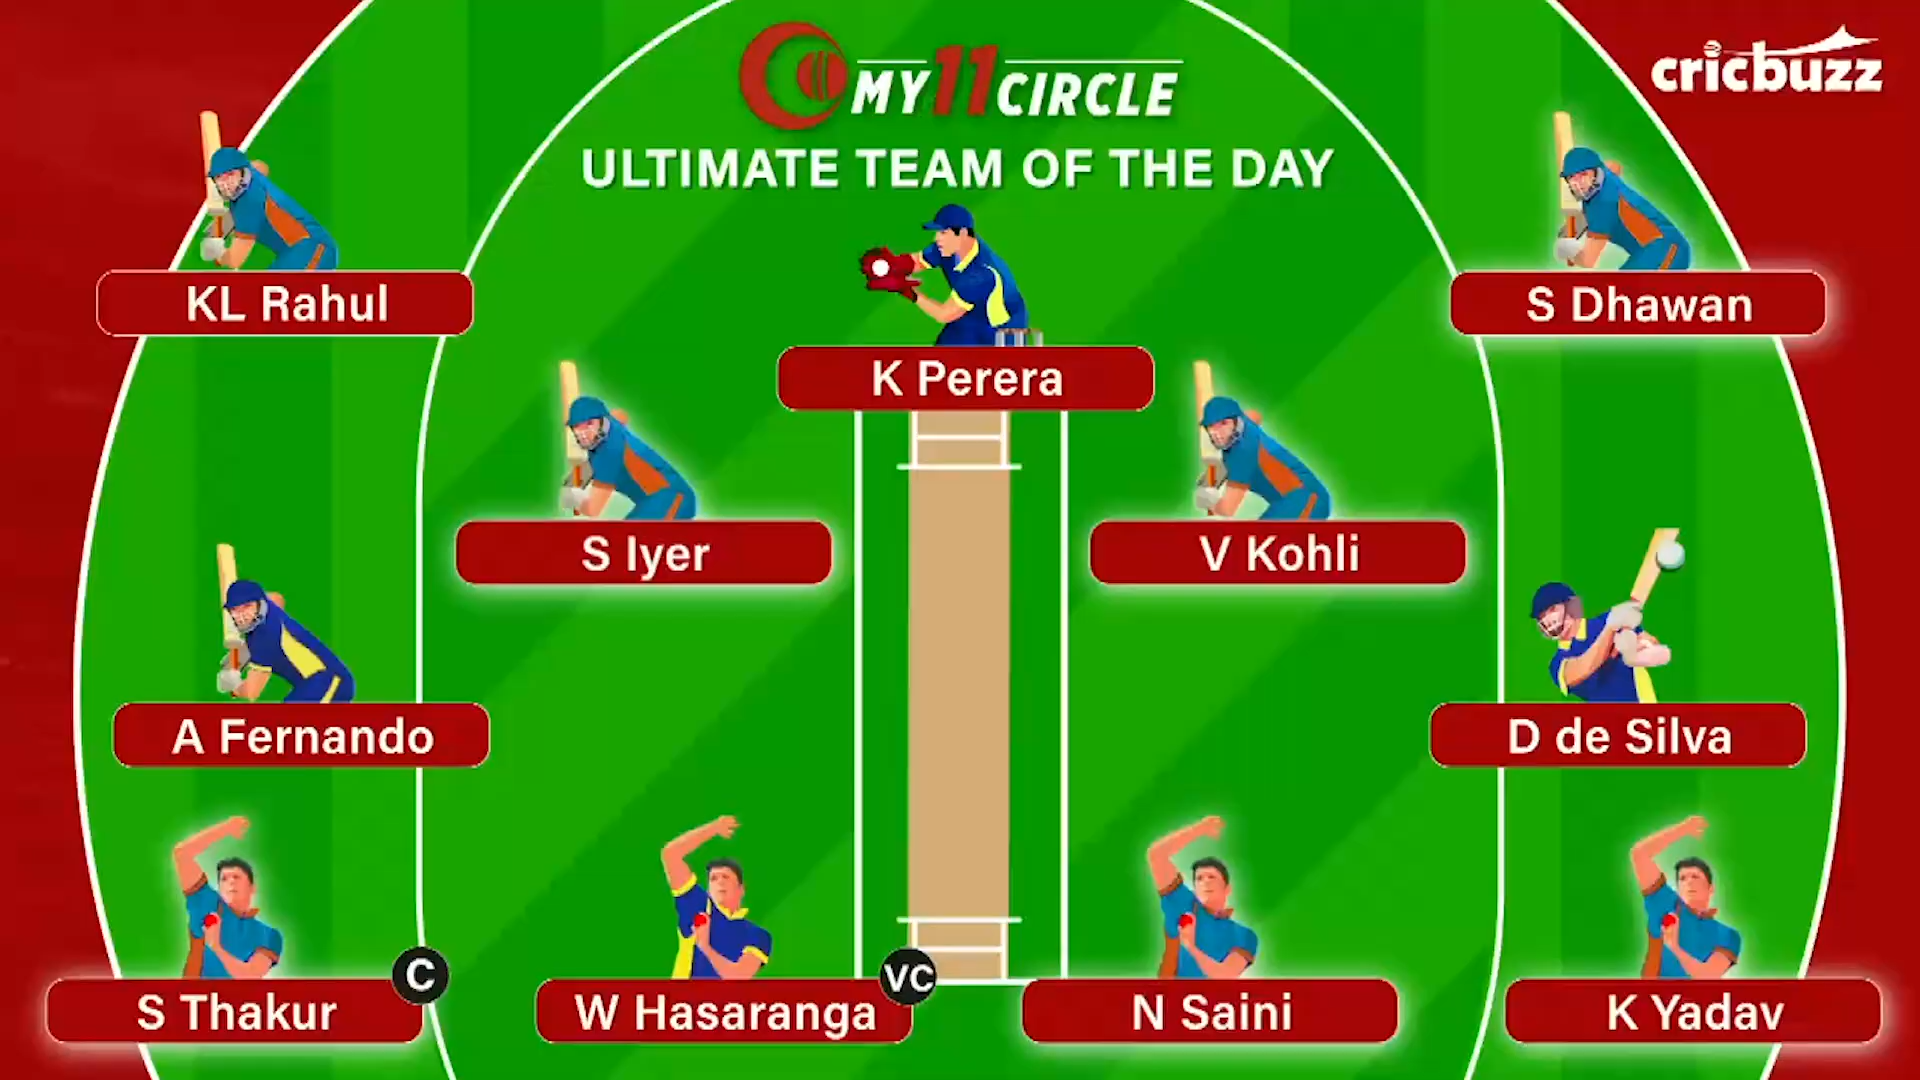 MY11CIRCLE
cricbuzz
ULTIMATE TEAM OF THE DAY
KL Rahul
S Dhawan
K Perera
S Iyer
V Kohli
A Fernando
D de Silva
S Thakur
C
W Hasaranga
VC
N Saini
K Yadav